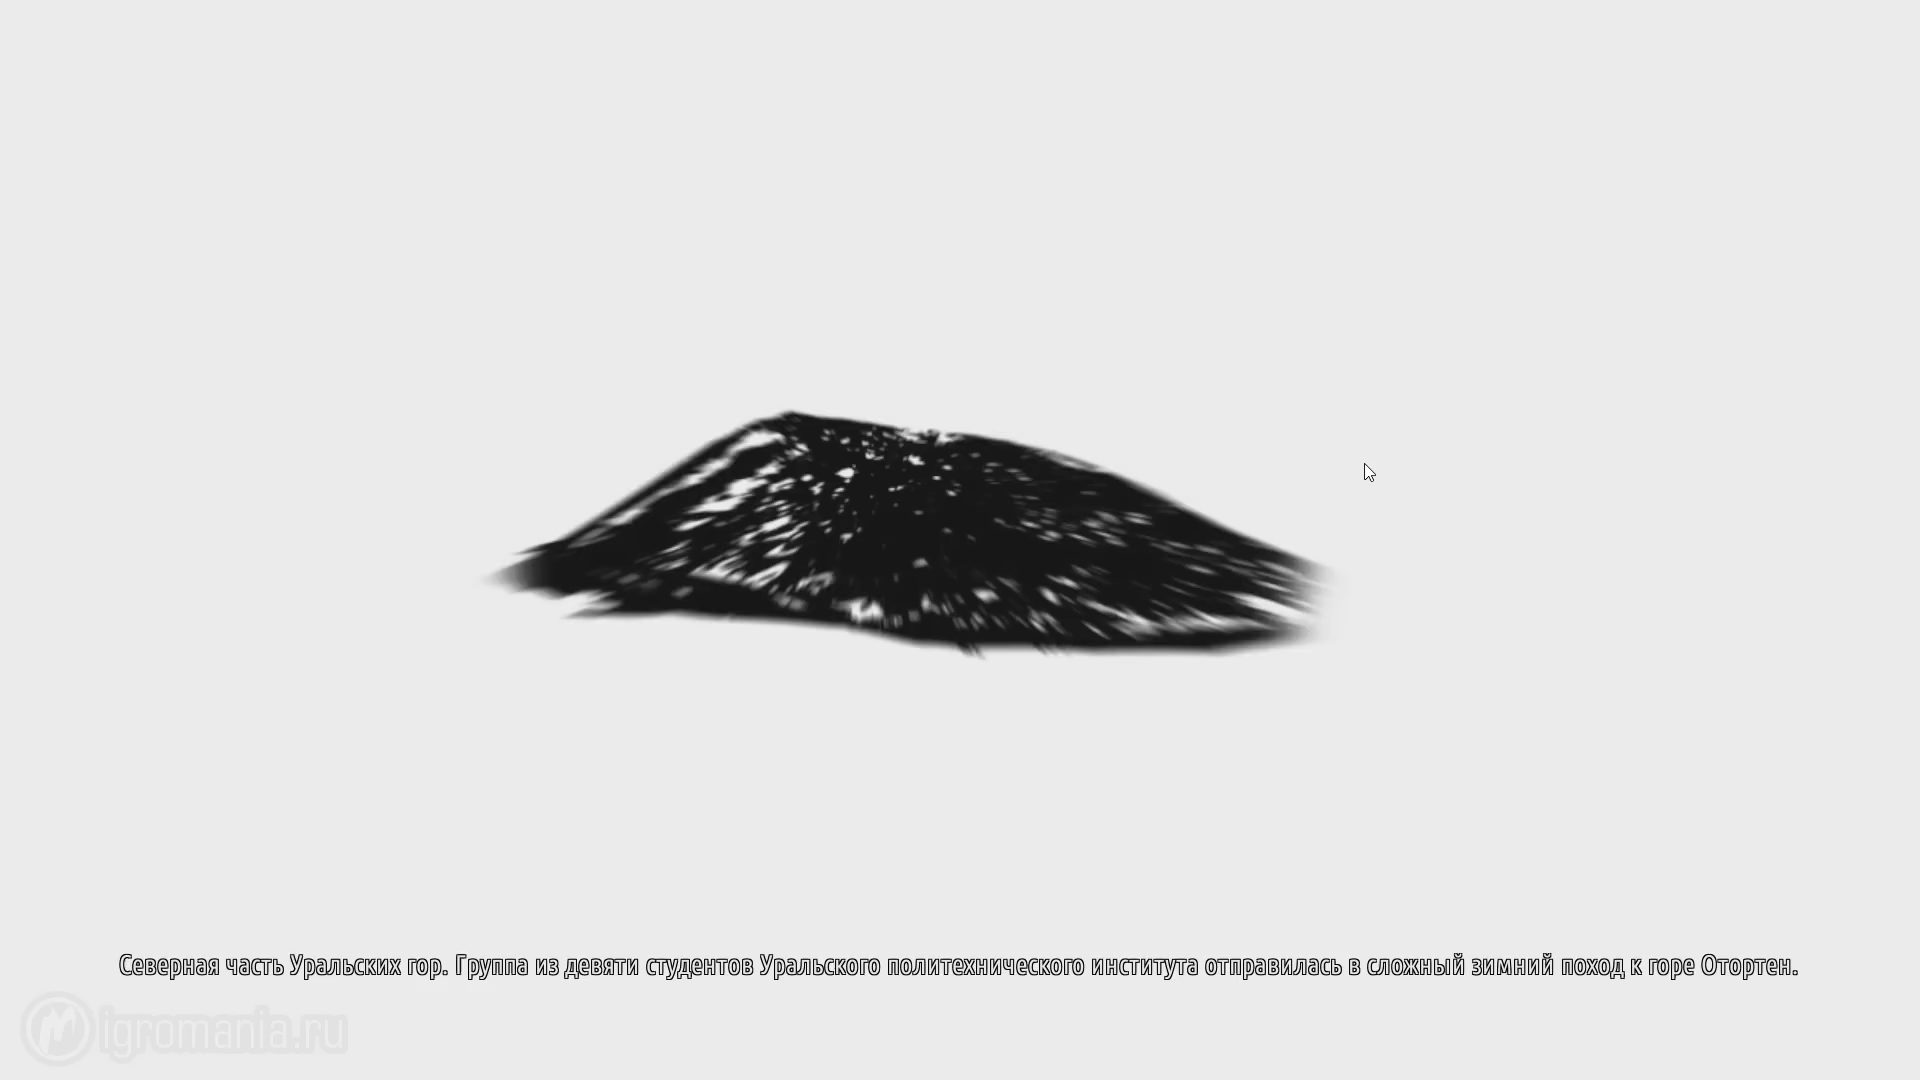 Северная часть Уральских гор. Группа из девяти студентов Уральского политехнического института отправилась в сложный зимний поход к горе Отортен.
igromania.ru